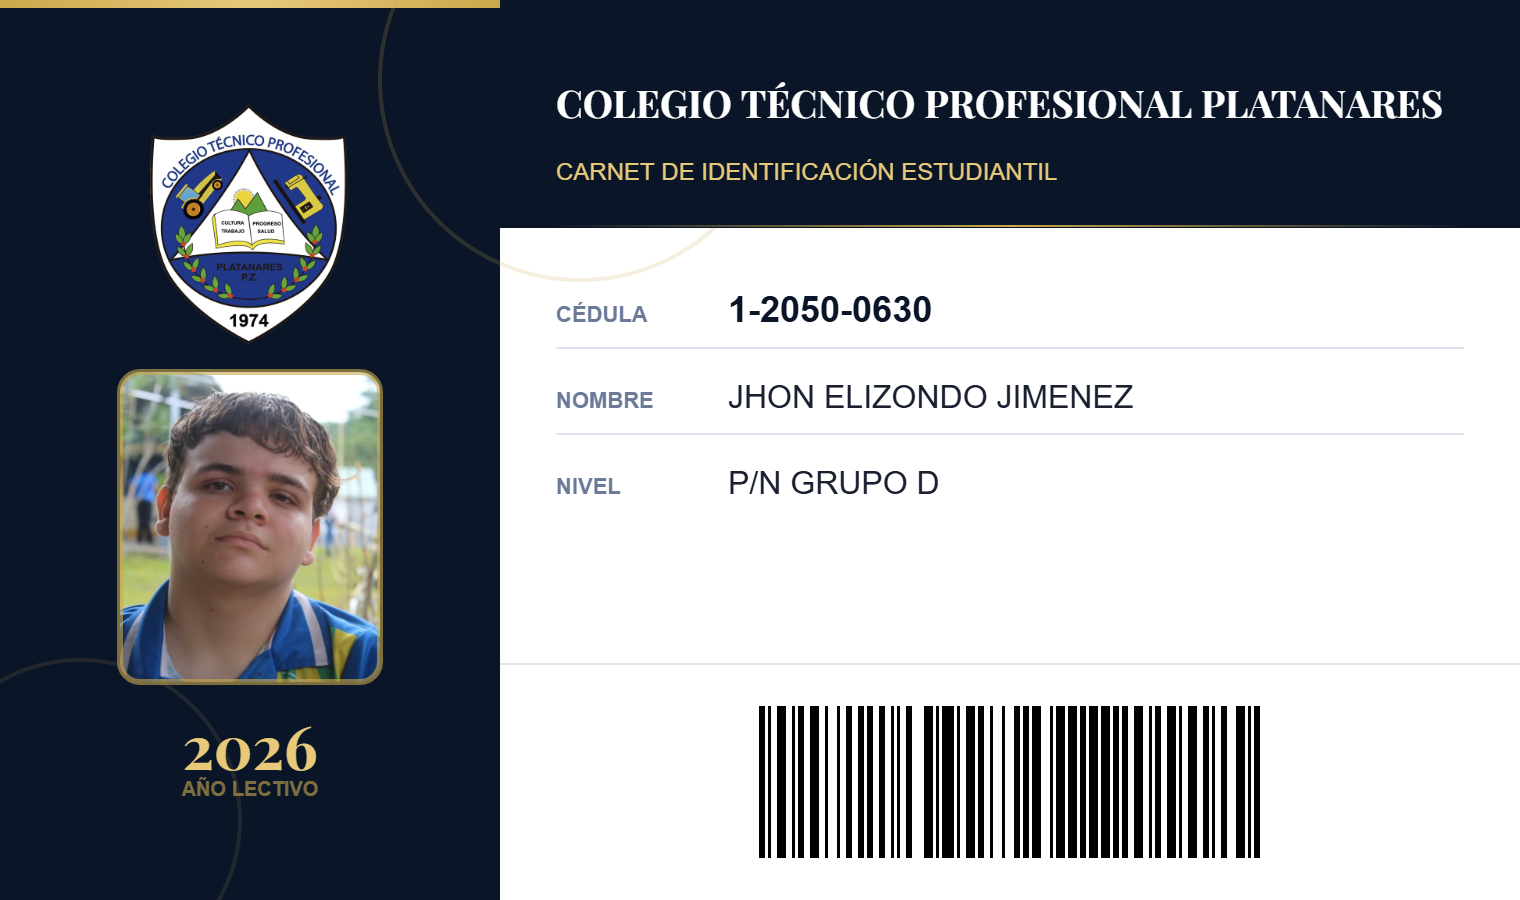 COLEGIO TÉCNICO PROFESIONAL
CULTURA PROGRESO
TRABAJO SALUD
PLATANARES
P.Z.
1974
2026
AÑO LECTIVO
COLEGIO TÉCNICO PROFESIONAL PLATANARES
CARNET DE IDENTIFICACIÓN ESTUDIANTIL
CÉDULA 1-2050-0630
NOMBRE JHON ELIZONDO JIMENEZ
NIVEL P/N GRUPO D